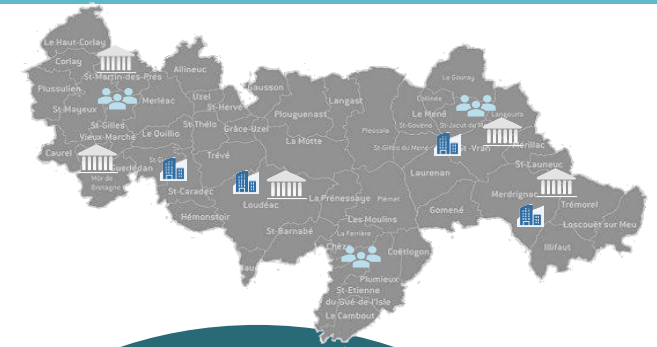 Le Haut-Corlay
Corlay
St-Martin-des-Prés
Allineuc
Plussulien
St-Mayeux
Merléac
Uzel
St-Hervé
Gausson
Langast
Plouguenast
St-Gilles
Vieux-Marché
Le Quillio
St-Thélo
Grâce-Uzel
La Motte
Plessala
Le Gouray
Collinée
Langourla
Le Mené
St-Gouéno
St-Jacut du M
St-Gilles du Mené
St-Vran
Mérillac
St-Launeuc
Caurel
Guerlédan
Mûr de
Bretagne
Trévé
St-Caradec
Loudéac
La Prénessaye
Plémet
Laurenan
Merdrignac
Trémorel
Hémonstoir
Les Moulins
Gomené
Loscouët sur Meu
St-Barnabé
La Ferrière
Illifaut
Coëtlogon
Plumieux
St-Etienne
du-Gué-de-l'Isle
Le Cambout